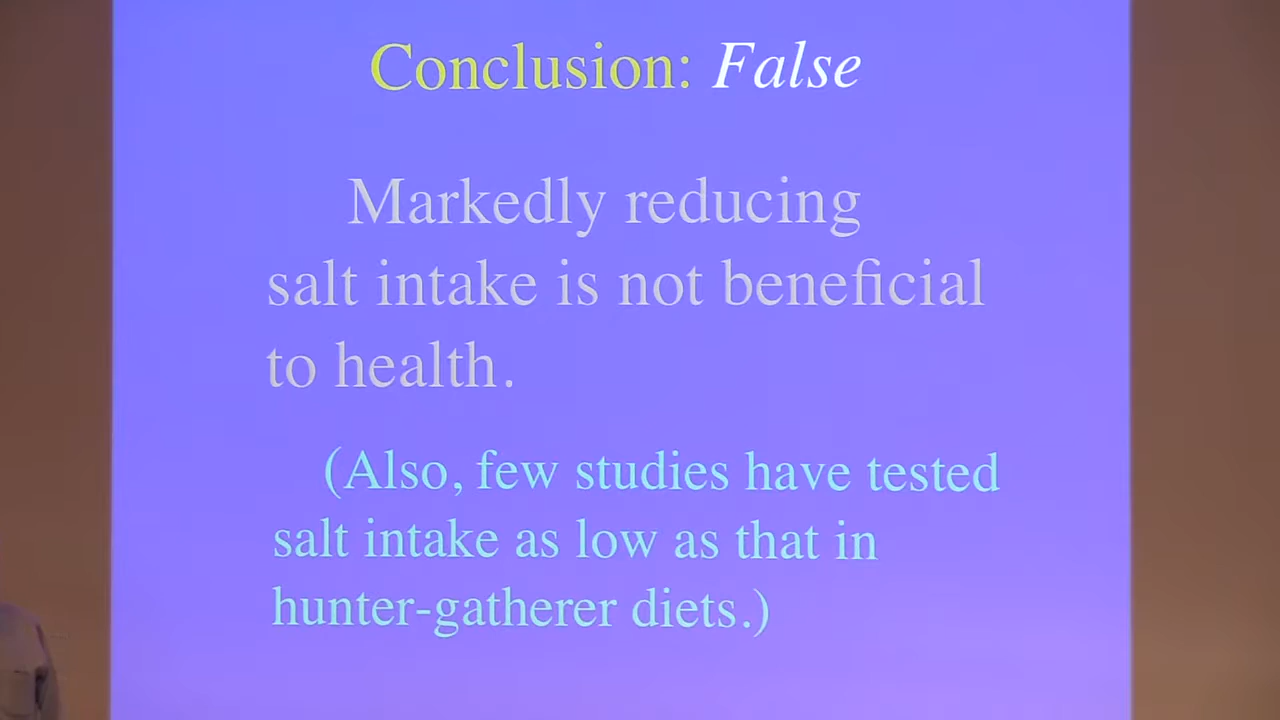 Conclusion: False
Markedly reducing
salt intake is not beneficial
to health.
(Also, few studies have tested
salt intake as low as that in
hunter-gatherer diets.)